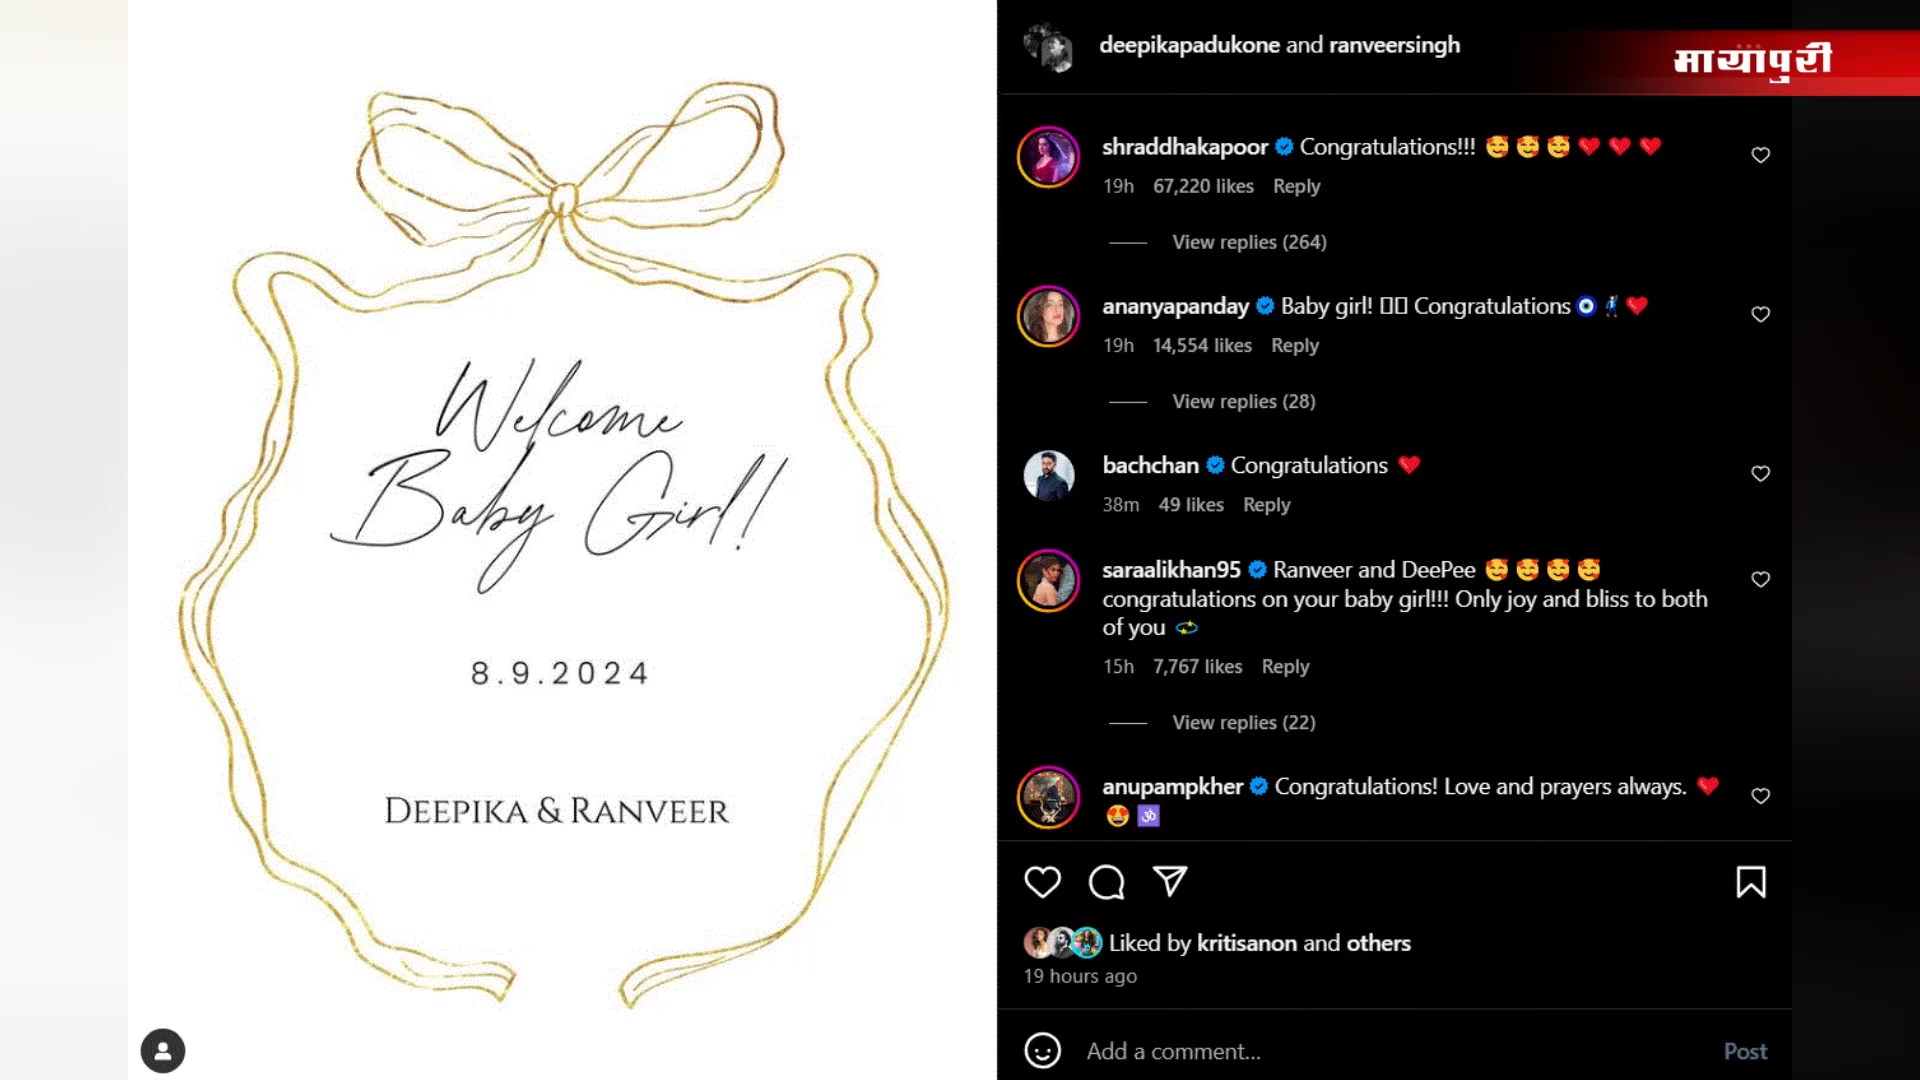 Welcome
Baby Girl!
8.9.2024
DEEPIKA & RANVEER
deepikapadukone and ranveersingh
मायापुरी
shraddhakapoor Congratulations!!! 🥰 🥰 🥰 ❤️ ❤️ ❤️
19h 67,220 likes Reply
View replies (264)
ananyapanday Baby girl! Congratulations 🧿 ❤️
19h 14,554 likes Reply
View replies (28)
bachchan Congratulations ❤️
38m 49 likes Reply
saraalikhan95 Ranveer and DeePee 🥰 🥰 🥰 🥰
congratulations on your baby girl!!! Only joy and bliss to both
of you 💫
15h 7,767 likes Reply
View replies (22)
anupampkher Congratulations! Love and prayers always. ❤️
😍 🕉️
Liked by kritisanon and others
19 hours ago
Add a comment...
Post